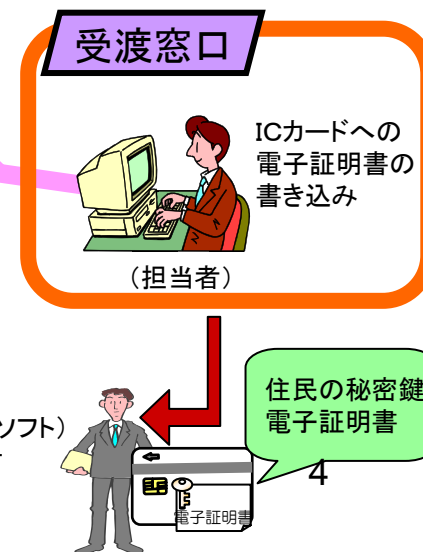 受渡窓口
ICカードへの
電子証明書の
書き込み
(担当者)
ソフト)
住民の秘密鍵
電子証明書
4
電子証明書